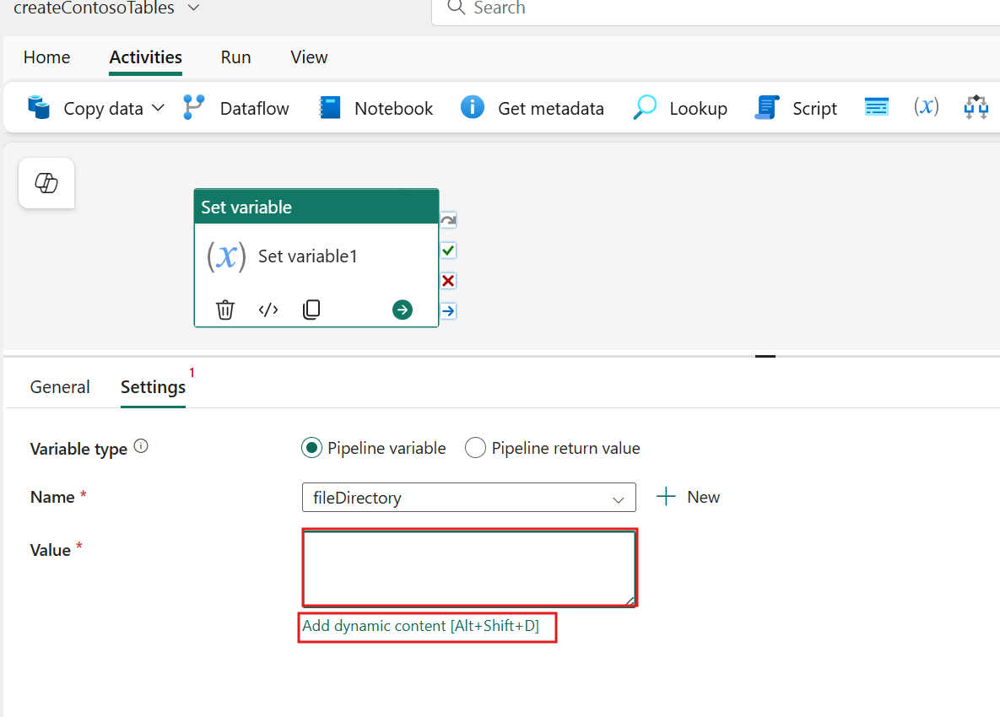 createContosoTables
Search
Home Activities Run View
Copy data Dataflow Notebook Get metadata Lookup Script (x)
Set variable
(x) Set variable1
</>
General Settings 1
Variable type Pipeline variable Pipeline return value
Name * fileDirectory New
Value *
Add dynamic content [Alt+Shift+D]